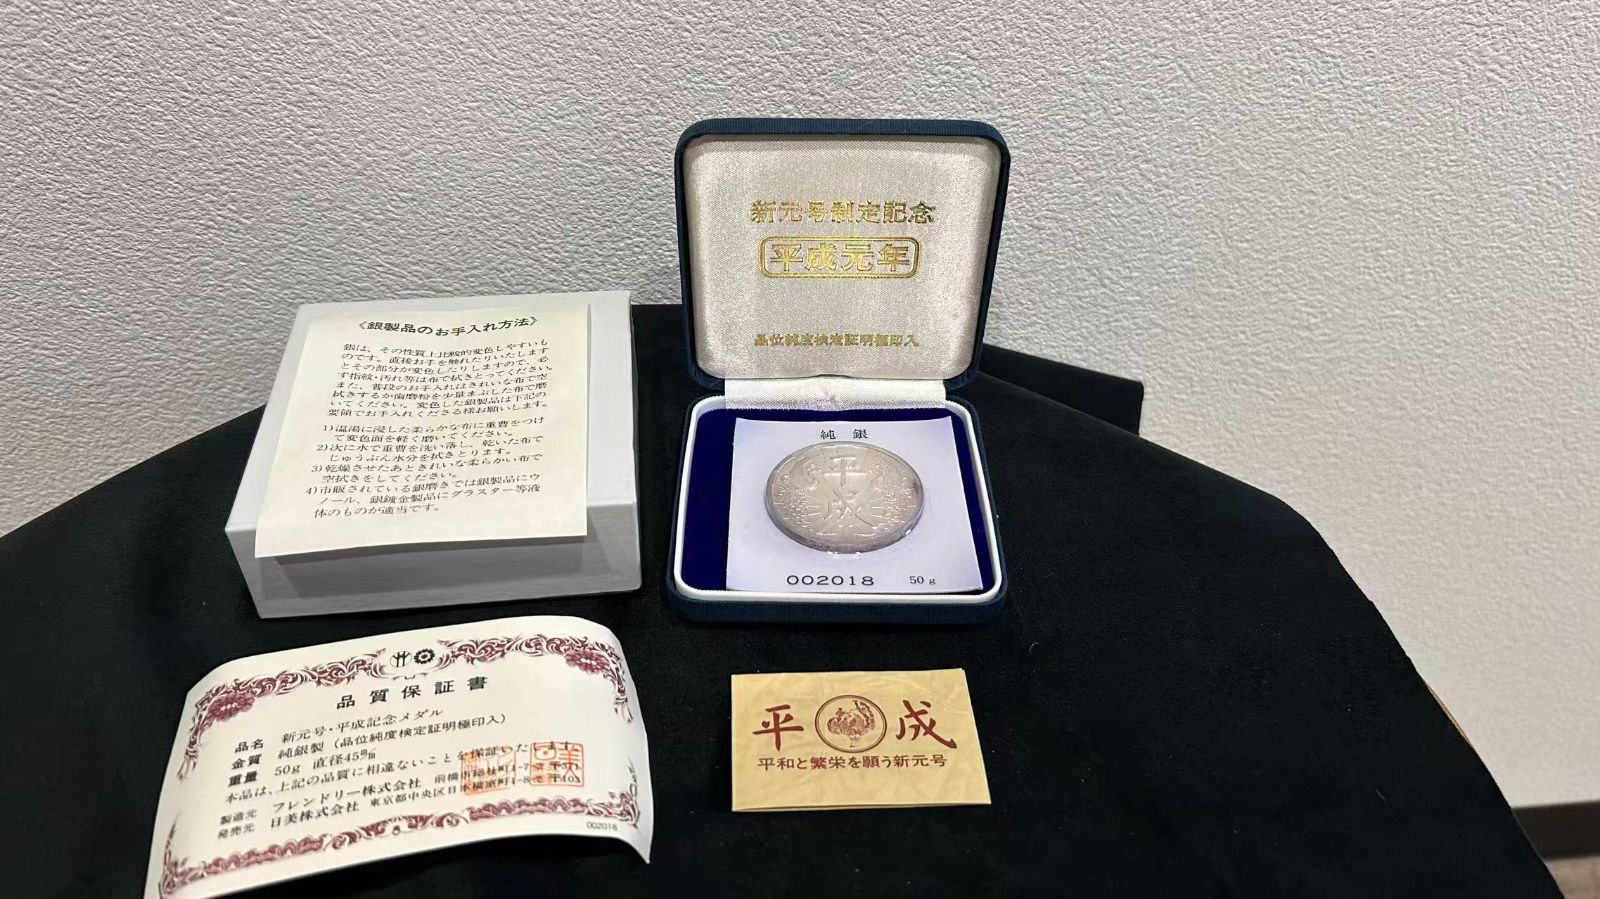 新元号制定記念
平成元年
品位純度検定証明極印入
純 銀
平
成
002018 50g
《銀製品のお手入れ方法》
銀は、その性質上比較的変色しやすいも
のです。直接お手を触れたりいたします
とその部分が変色したりしますので、必
ず指紋・汚れ等は布で拭きとってください。
また、普段のお手入れはきれいな布で空
拭きするか歯磨粉を少量まぶした布で磨
いてください。変色した銀製品は下記の
要領でお手入れくださる様お願いします。
1)温湯に浸した柔らかな布に重曹をつけ
て変色面を軽く磨いてください。
2)次に水で重曹を洗い落し、乾いた布で
じゅうぶん水分を拭きとります。
3)乾燥させたあときれいな柔らかい布で
空拭きをしてください。
4)市販されている銀磨きでは銀製品にウ
ノール、銀鍍金製品にグラスター等液
体のものが適当です。
品質保証書
品名 新元号・平成記念メダル
金質 純銀製(品位純度検定証明極印入)
重量 50g 直径45㎜
本品は、上記の品質に相違ないことを保証いたします。
製造元 フレンドリー株式会社 前橋市 町1-7
発売元 日美株式会社 東京都中央区日本橋 町1-8 〒103
002018
平 成
平和と繁栄を願う新元号